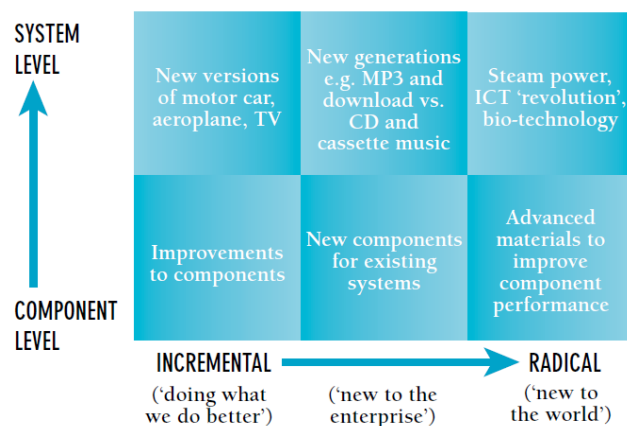 SYSTEM
LEVEL
New versions
of motor car,
aeroplane, TV
New generations
e.g. MP3 and
download vs.
CD and
cassette music
Steam power,
ICT ‘revolution’,
bio-technology
Improvements
to components
New components
for existing
systems
Advanced
materials to
improve
component
performance
COMPONENT
LEVEL
INCREMENTAL
RADICAL
(‘doing what
we do better’)
(‘new to the
enterprise’)
(‘new to
the world’)